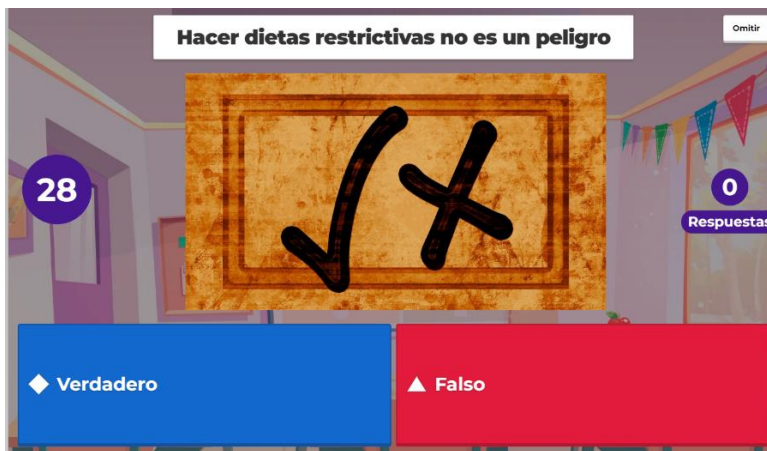 Hacer dietas restrictivas no es un peligro
Omitir
28
0
Respuestas
Verdadero
Falso